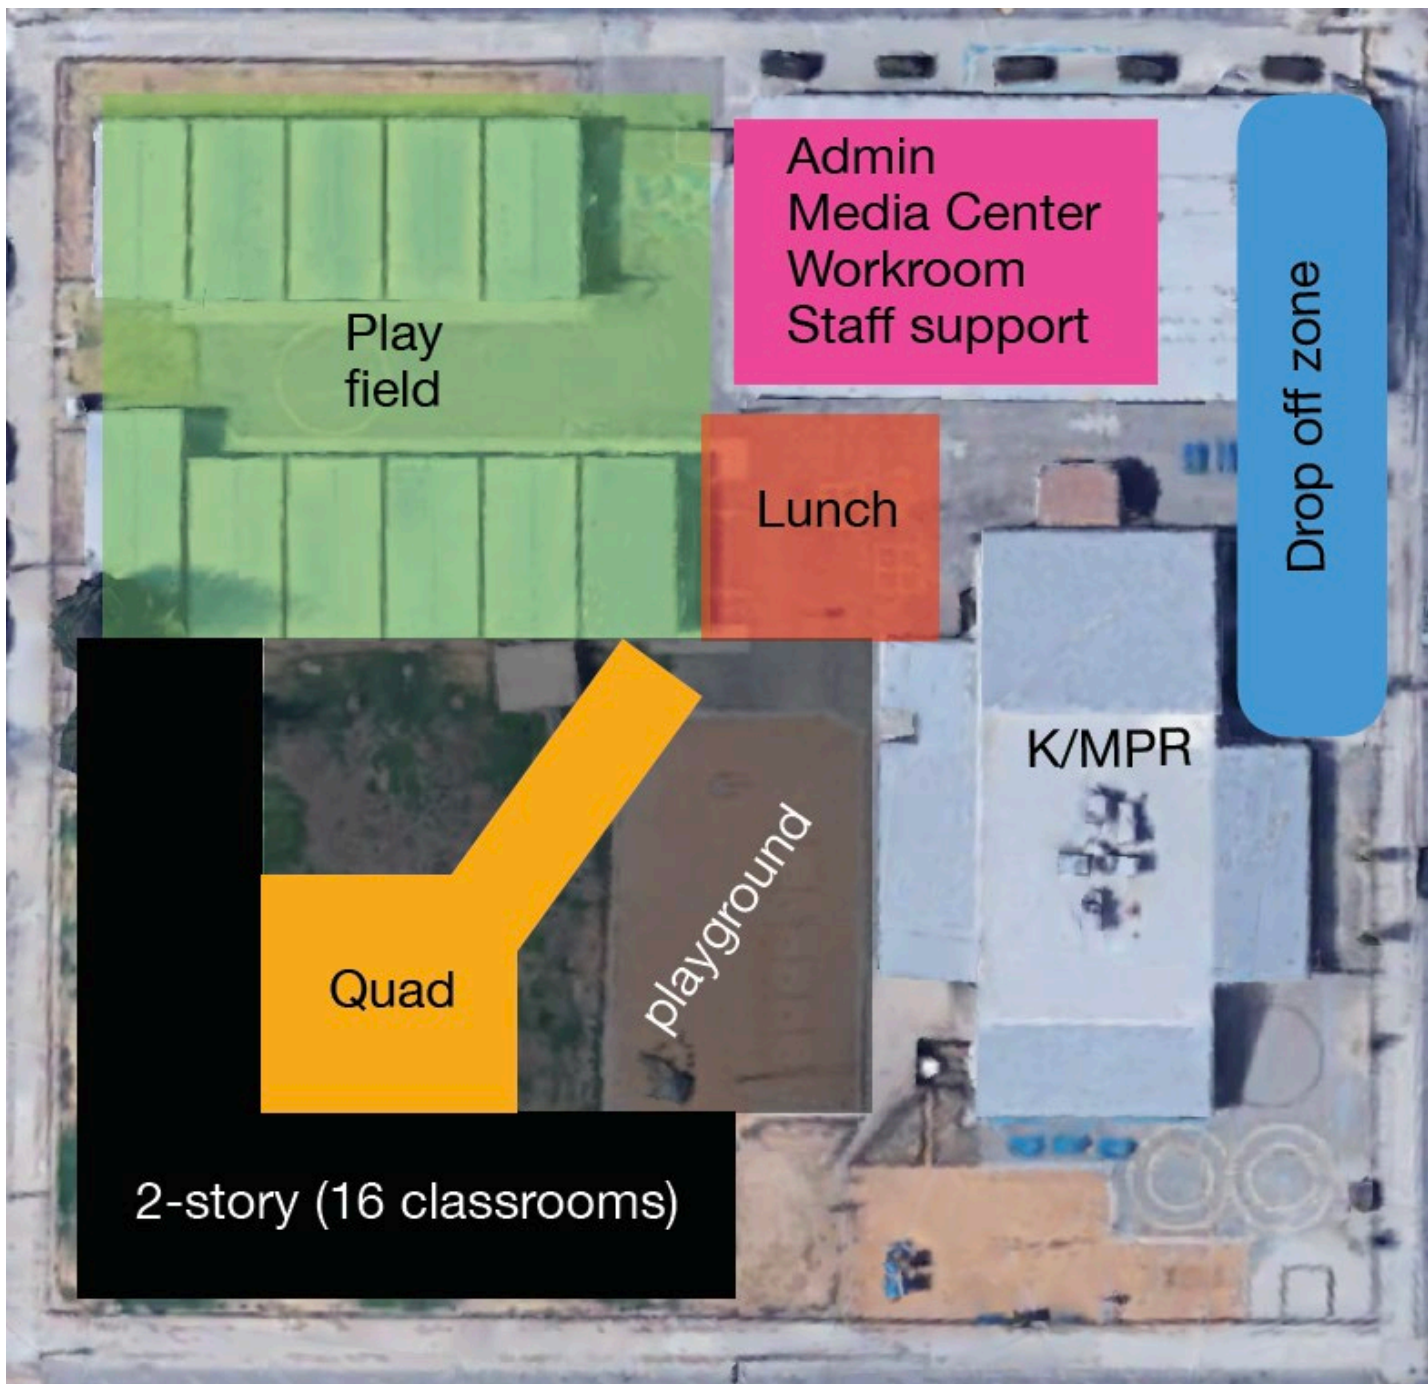 Admin
Media Center
Workroom
Staff support
Drop off zone
Play
field
Lunch
K/MPR
playground
Quad
2-story (16 classrooms)